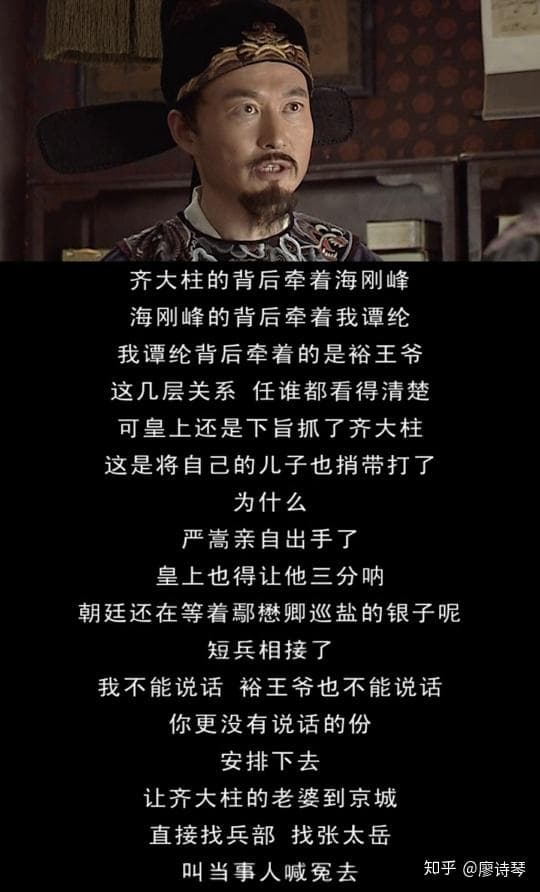 齐大柱的背后牵着海刚峰
海刚峰的背后牵着我谭纶
我谭纶背后牵着的是裕王爷
这几层关系 任谁都看得清楚
可皇上还是下旨抓了齐大柱
这是将自己的儿子也捎带打了
为什么
严嵩亲自出手了
皇上也得让他三分呐
朝廷还在等着鄢懋卿巡盐的银子呢
短兵相接了
我不能说话 裕王爷也不能说话
你更没有说话的份
安排下去
让齐大柱的老婆到京城
直接找兵部 找张太岳
叫当事人喊冤去
知乎 @廖诗琴